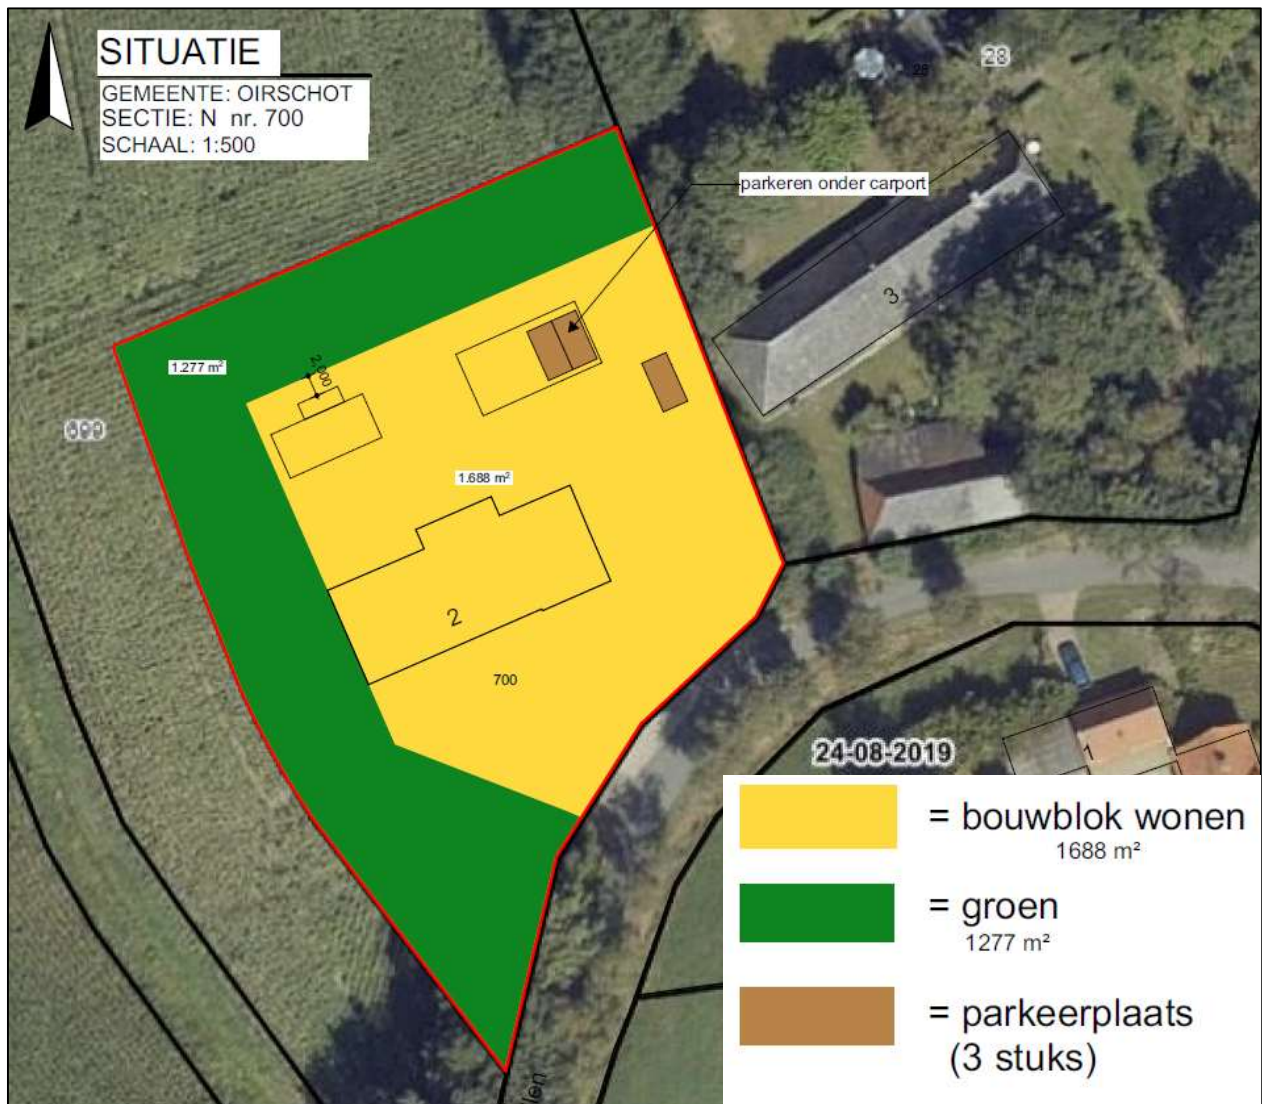 SITUATIE
GEMEENTE: OIRSCHOT
SECTIE: N nr. 700
SCHAAL: 1:500
28
28
parkeren onder carport
3
1.277 m²
2.000
699
1.688 m²
2
700
24-08-2019
1
= bouwblok wonen
1688 m²
= groen
1277 m²
= parkeerplaats
(3 stuks)